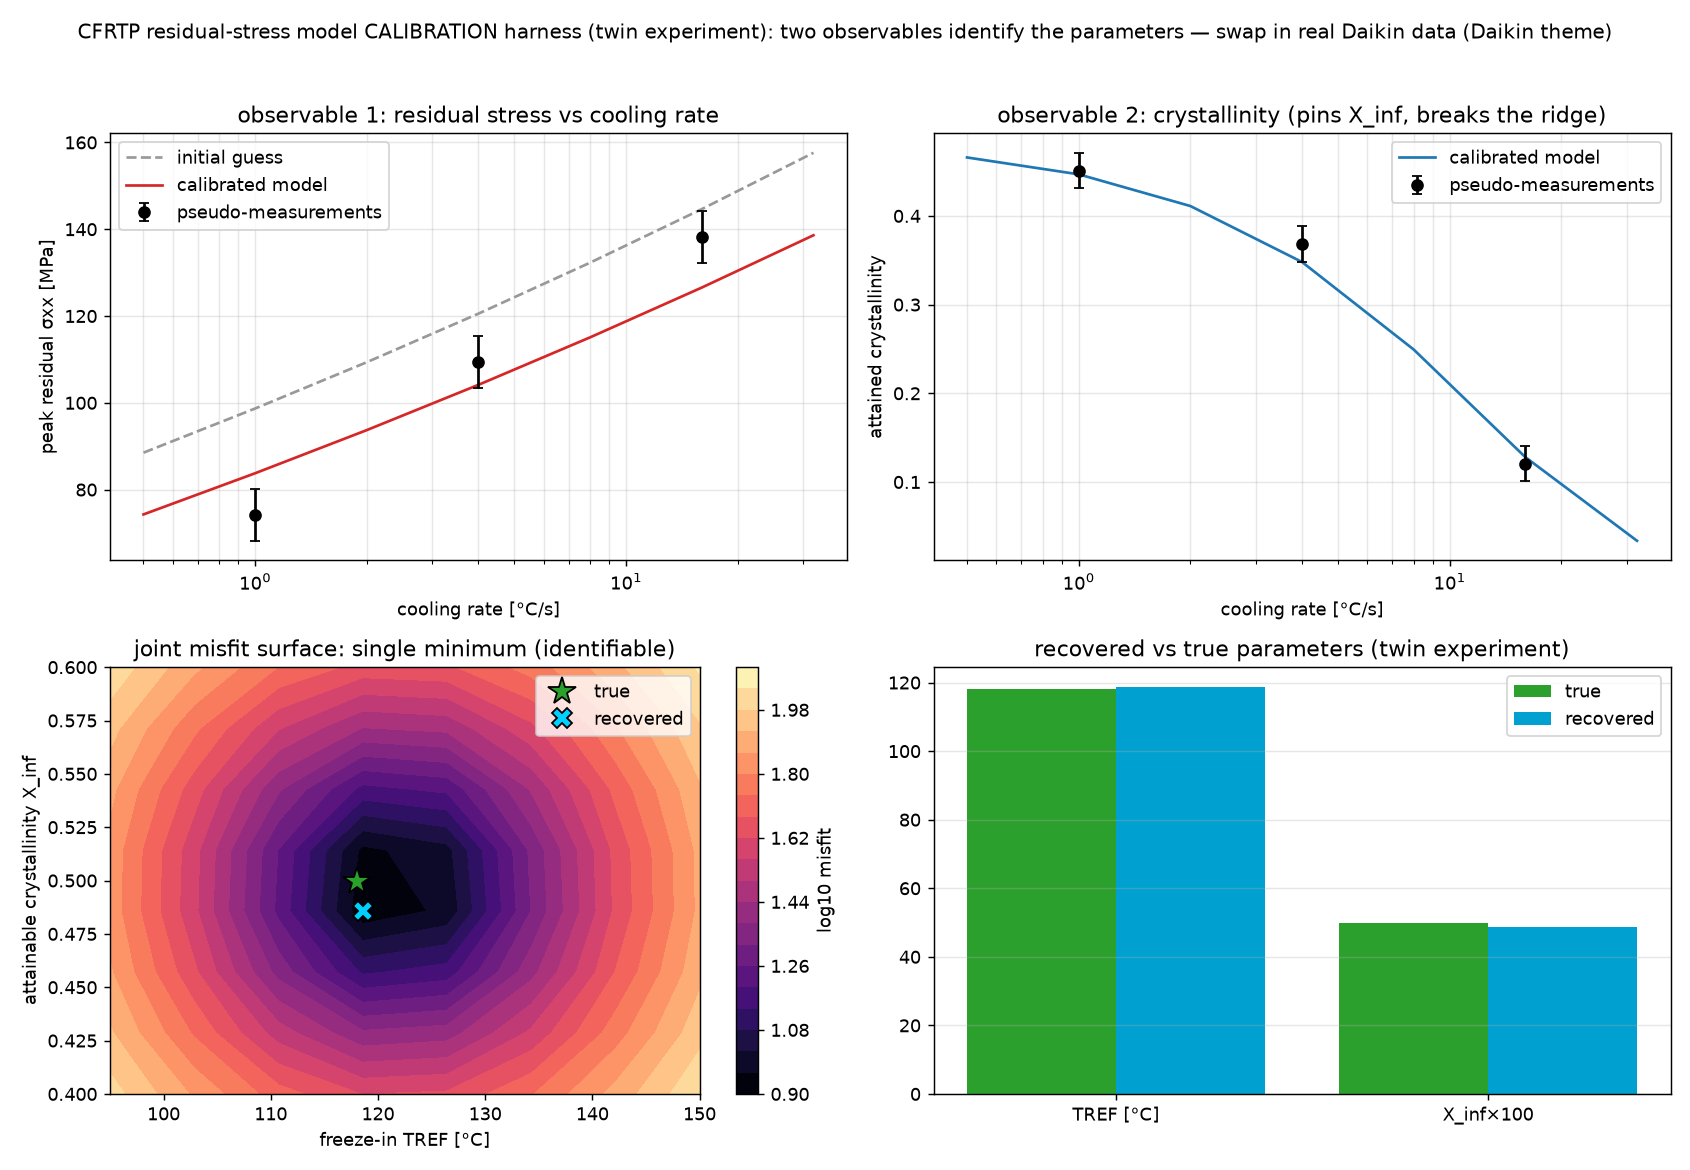 CFRTP residual-stress model CALIBRATION harness (twin experiment): two observables identify the parameters — swap in real Daikin data (Daikin theme)
observable 1: residual stress vs cooling rate
initial guess
calibrated model
pseudo-measurements
160
140
120
100
80
peak residual σxx [MPa]
10⁰
10¹
cooling rate [°C/s]
observable 2: crystallinity (pins X_inf, breaks the ridge)
calibrated model
pseudo-measurements
0.4
0.3
0.2
0.1
attained crystallinity
10⁰
10¹
cooling rate [°C/s]
joint misfit surface: single minimum (identifiable)
true
recovered
0.600
0.575
0.550
0.525
0.500
0.475
0.450
0.425
0.400
attainable crystallinity X_inf
100
110
120
130
140
150
freeze-in TREF [°C]
1.98
1.80
1.62
1.44
1.26
1.08
0.90
log10 misfit
recovered vs true parameters (twin experiment)
true
recovered
120
100
80
60
40
20
0
TREF [°C]
X_inf×100